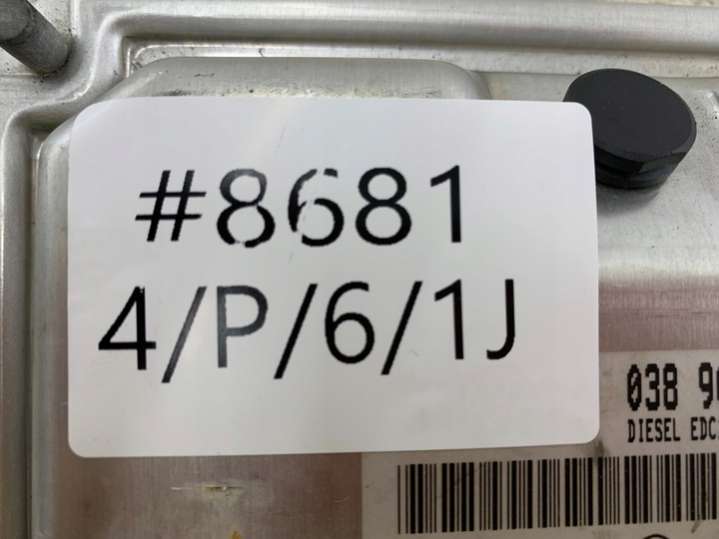 #8681
4/P/6/1J
038 9
DIESEL EDC